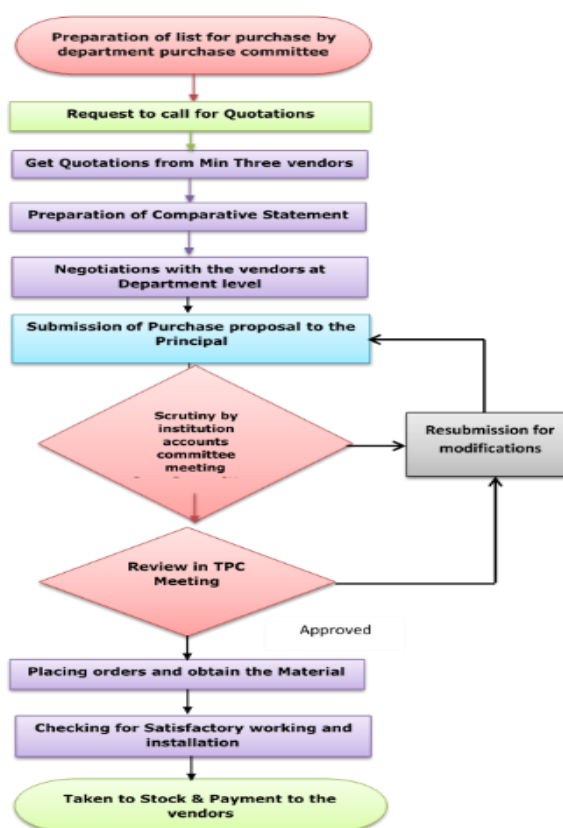 Preparation of list for purchase by
department purchase committee
Request to call for Quotations
Get Quotations from Min Three vendors
Preparation of Comparative Statement
Negotiations with the vendors at
Department level
Submission of Purchase proposal to the
Principal
Scrutiny by
institution
accounts
committee
meeting
Resubmission for
modifications
Review in TPC
Meeting
Approved
Placing orders and obtain the Material
Checking for Satisfactory working and
installation
Taken to Stock & Payment to the
vendors